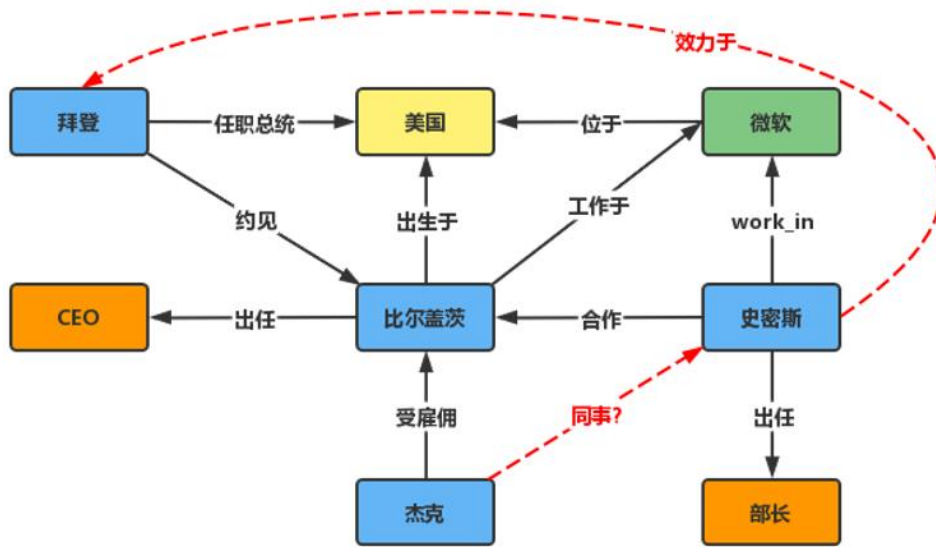 效力于
拜登
任职总统
美国
位于
微软
约见
出生于
工作于
work_in
CEO
出任
比尔盖茨
合作
史密斯
受雇佣
同事?
出任
杰克
部长